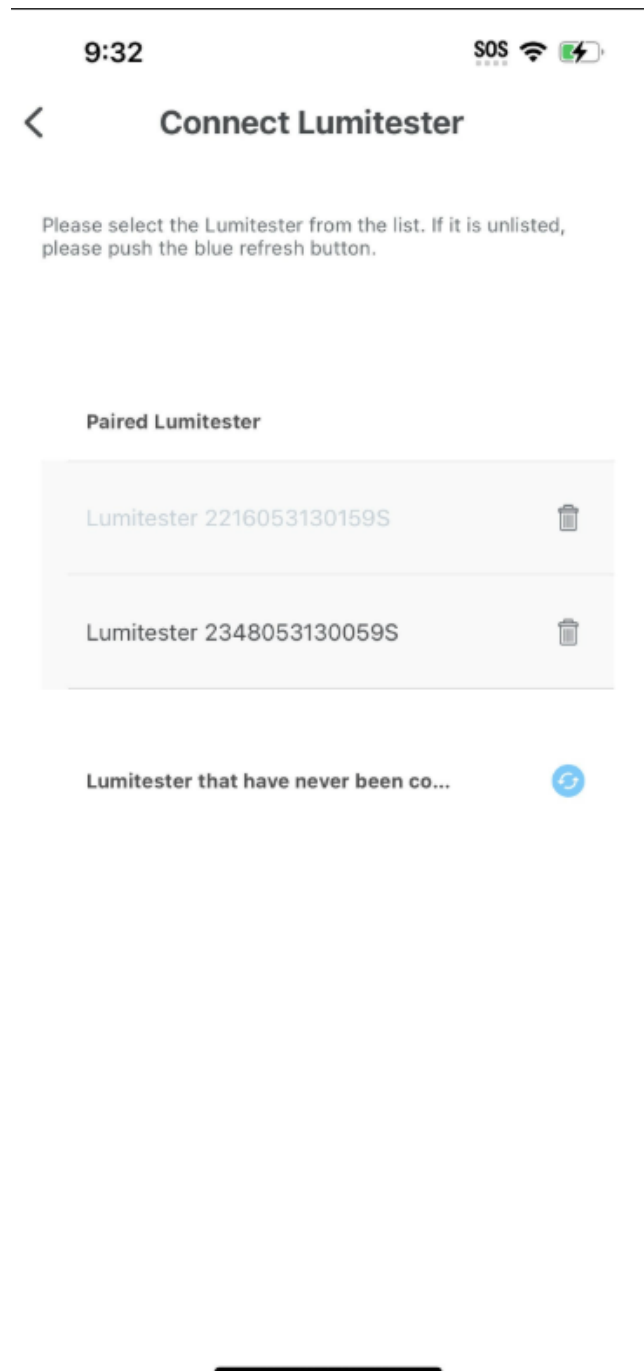 9:32
SOS
Connect Lumitester
Please select the Lumitester from the list. If it is unlisted,
please push the blue refresh button.
Paired Lumitester
Lumitester 2216053130159S
Lumitester 2348053130059S
Lumitester that have never been co...